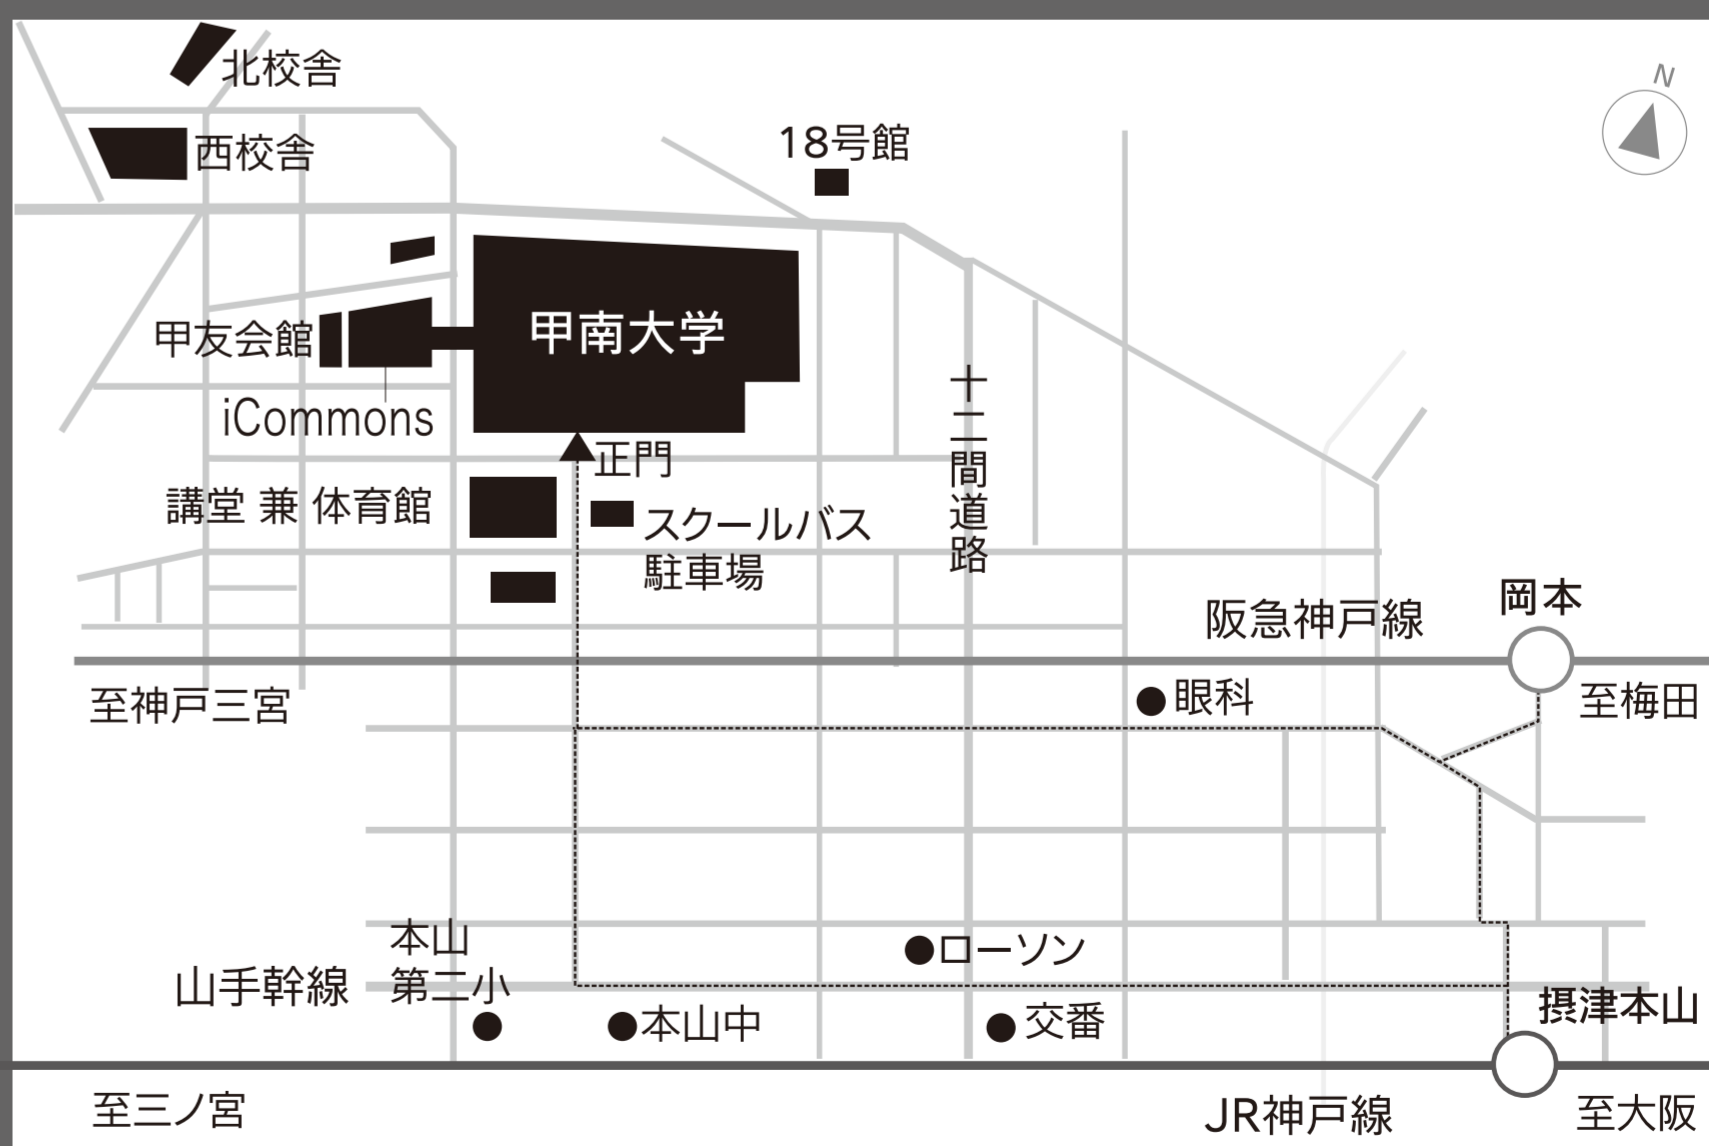 N
北校舎
18号館
西校舎
甲南大学
甲友会館
iCommons
十二間道路
正門
講堂 兼 体育館
スクールバス
駐車場
岡本
阪急神戸線
至神戸三宮
眼科
至梅田
本山
第二小
ローソン
山手幹線
摂津本山
本山中
交番
至三ノ宮
JR神戸線
至大阪